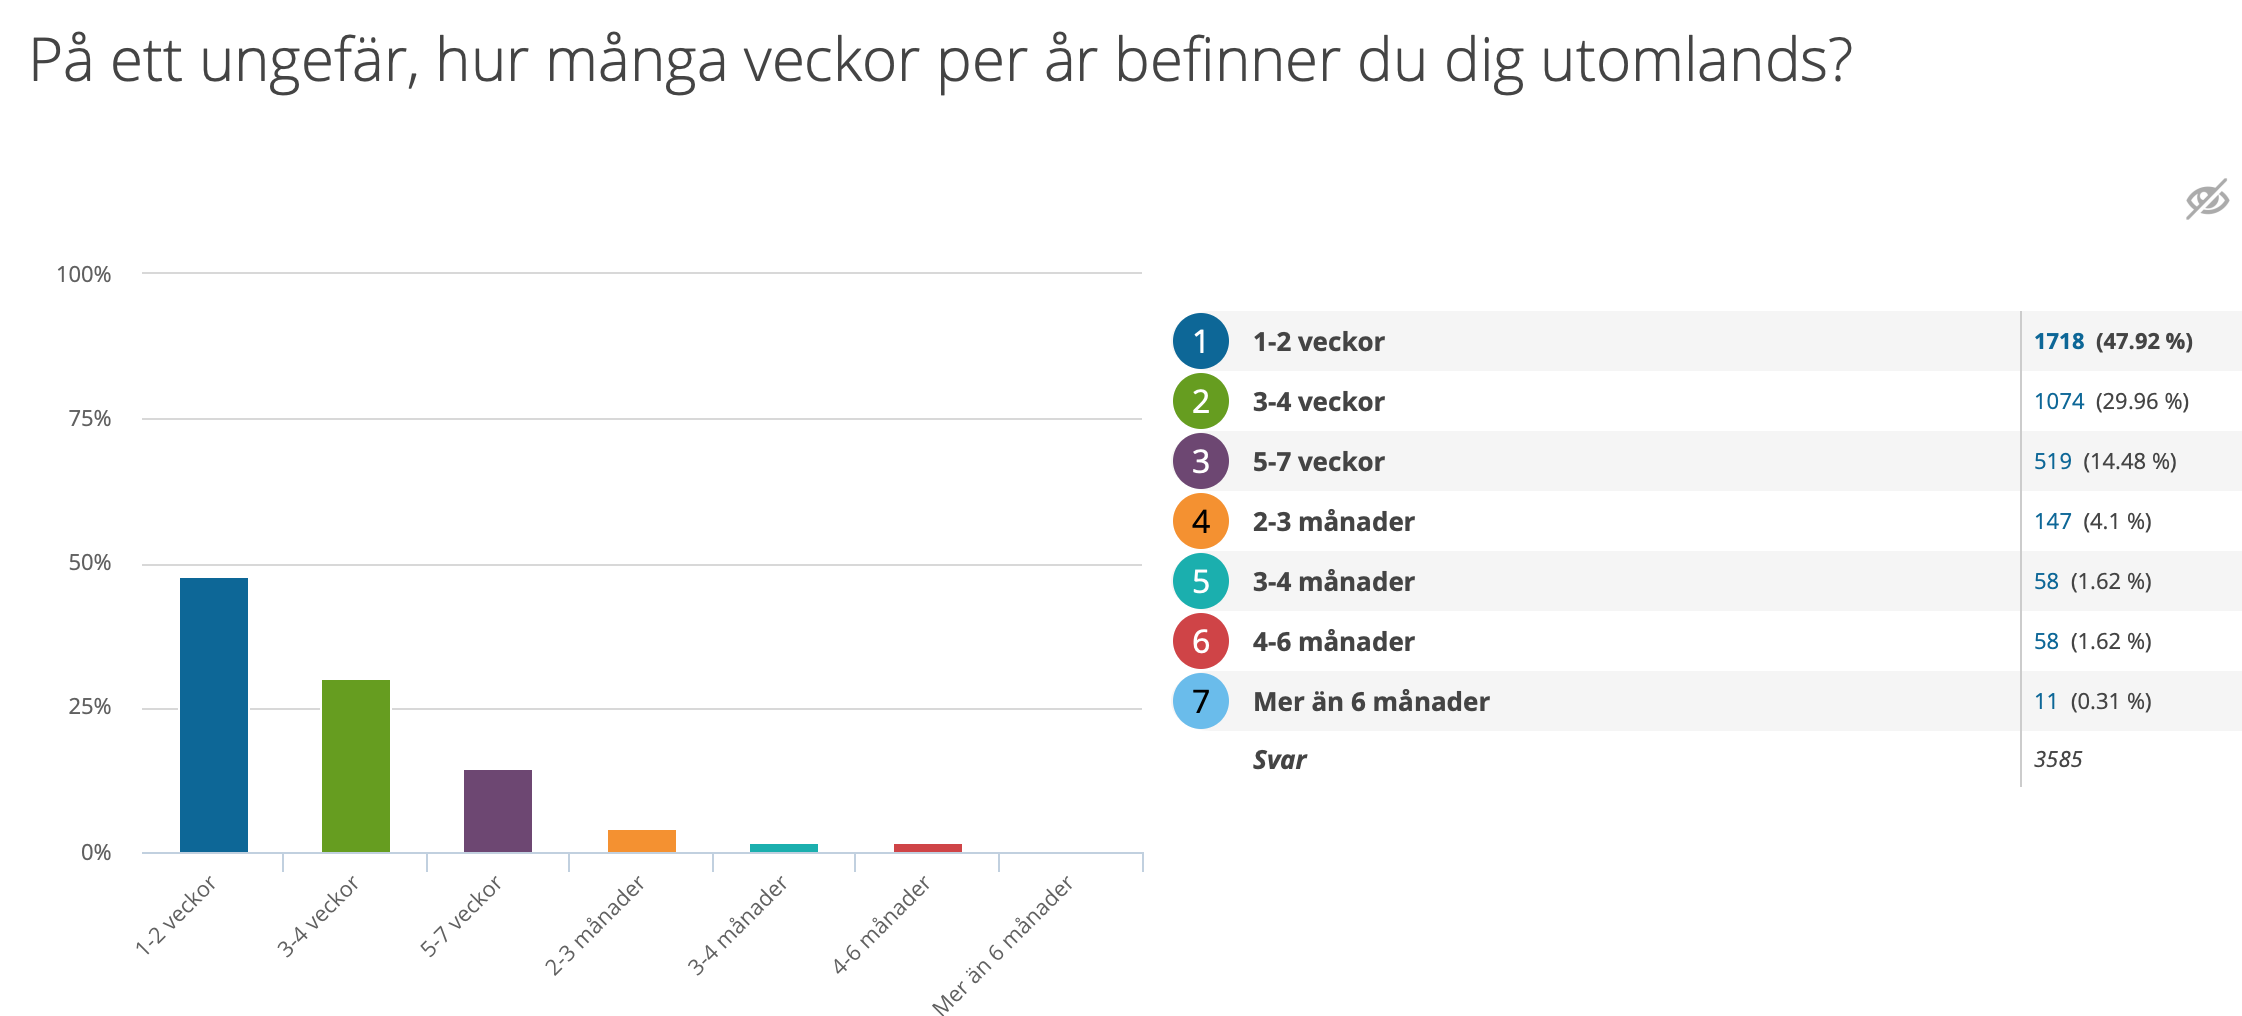 På ett ungefär, hur många veckor per år befinner du dig utomlands?
100%
75%
50%
25%
0%
1-2 veckor
3-4 veckor
5-7 veckor
2-3 månader
3-4 månader
4-6 månader
Mer än 6 månader
1 1-2 veckor 1718 (47.92 %)
2 3-4 veckor 1074 (29.96 %)
3 5-7 veckor 519 (14.48 %)
4 2-3 månader 147 (4.1 %)
5 3-4 månader 58 (1.62 %)
6 4-6 månader 58 (1.62 %)
7 Mer än 6 månader 11 (0.31 %)
Svar 3585